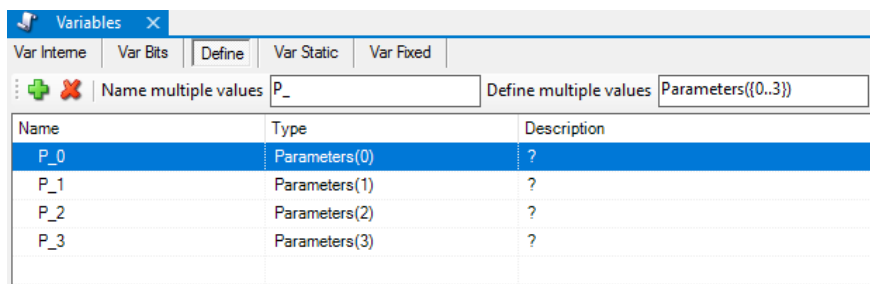 Variables
Var Interne Var Bits Define Var Static Var Fixed
Name multiple values P_ Define multiple values Parameters({0..3})
Name Type Description
P_0 Parameters(0) ?
P_1 Parameters(1) ?
P_2 Parameters(2) ?
P_3 Parameters(3) ?